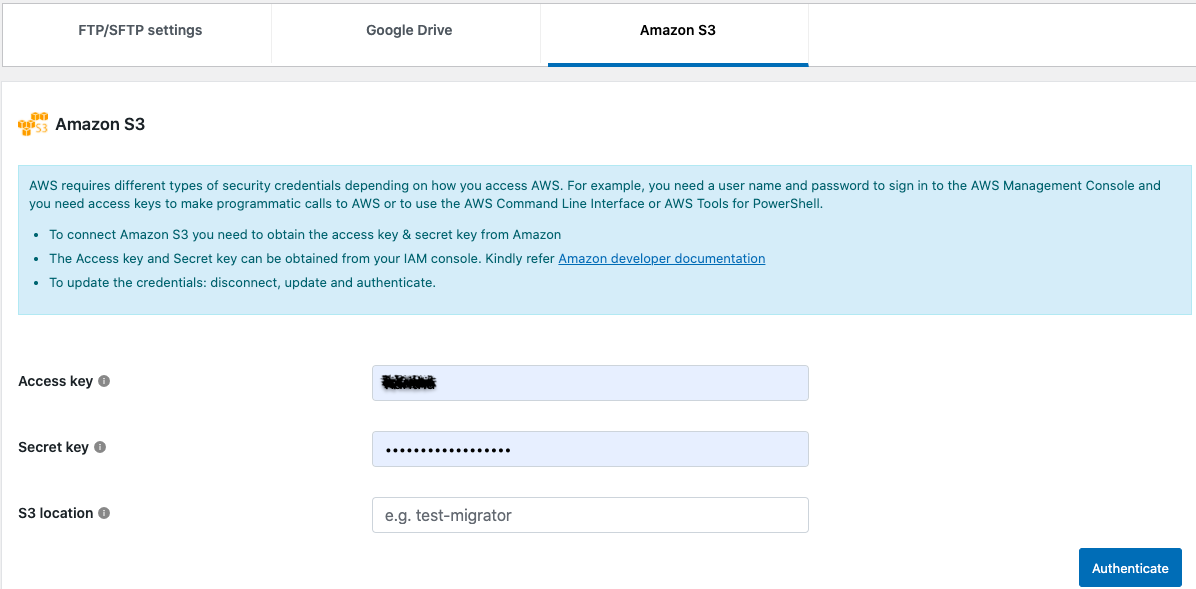 FTP/SFTP settings
Google Drive
Amazon S3
S3
Amazon S3
AWS requires different types of security credentials depending on how you access AWS. For example, you need a user name and password to sign in to the AWS Management Console and
you need access keys to make programmatic calls to AWS or to use the AWS Command Line Interface or AWS Tools for PowerShell.
• To connect Amazon S3 you need to obtain the access key & secret key from Amazon
• The Access key and Secret key can be obtained from your IAM console. Kindly refer Amazon developer documentation
• To update the credentials: disconnect, update and authenticate.
Access key
Secret key
••••••••••••••••••
S3 location
e.g. test-migrator
Authenticate